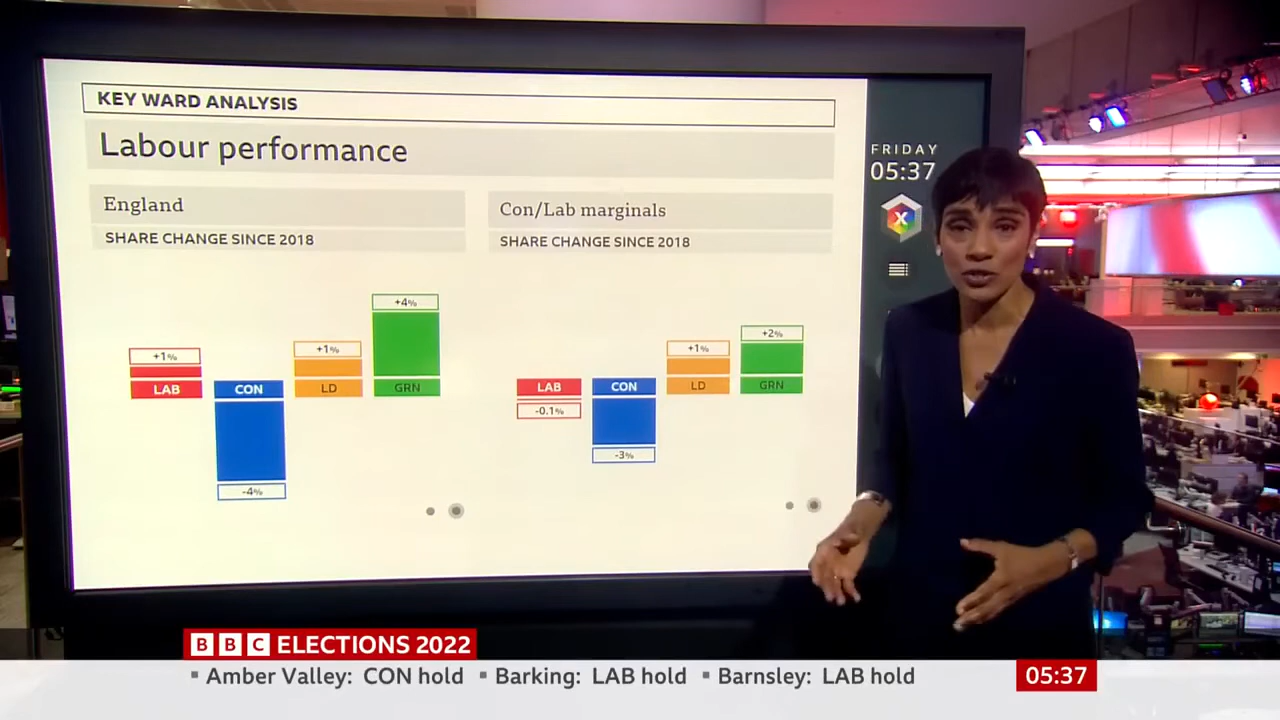 KEY WARD ANALYSIS
Labour performance
England
SHARE CHANGE SINCE 2018
+1%
LAB
CON
-4%
+1%
LD
+4%
GRN
Con/Lab marginals
SHARE CHANGE SINCE 2018
LAB
-0.1%
CON
-3%
+1%
LD
+2%
GRN
FRIDAY
05:37
X
BBC ELECTIONS 2022
▪ Amber Valley: CON hold ▪ Barking: LAB hold ▪ Barnsley: LAB hold
05:37